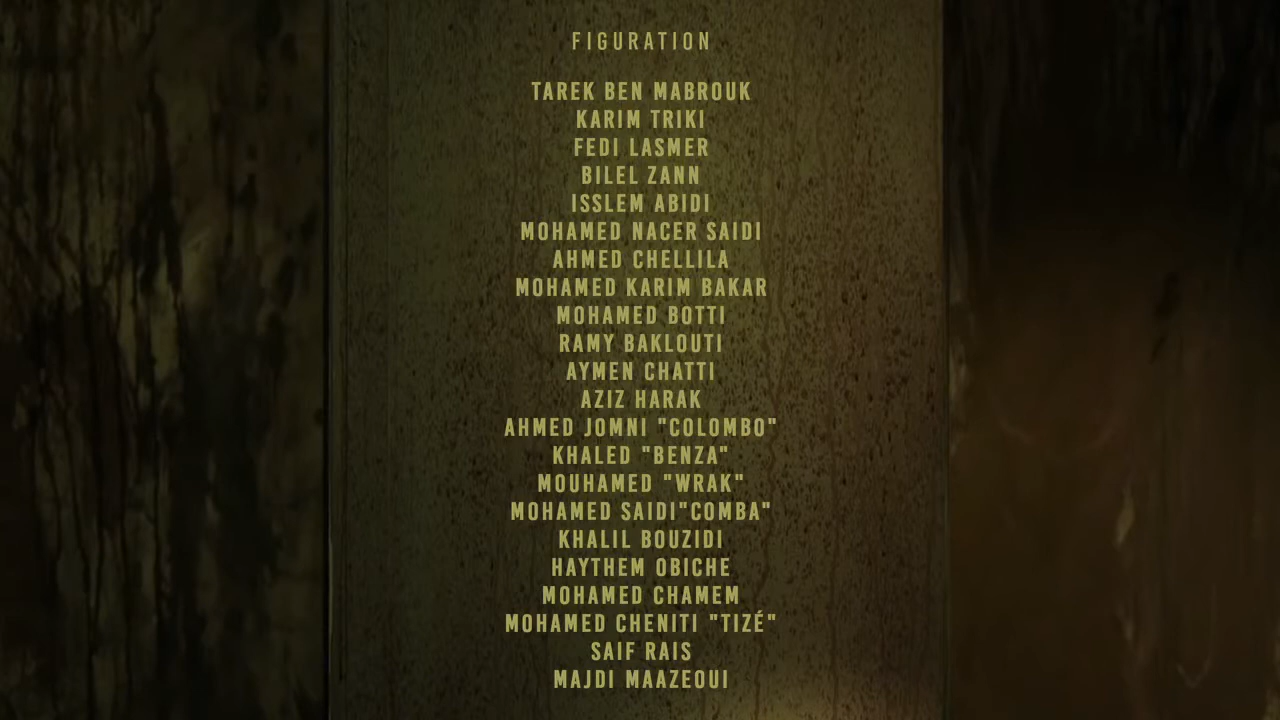 FIGURATION
TAREK BEN MABROUK
KARIM TRIKI
FEDI LASMER
BILEL ZANN
ISSLEM ABIDI
MOHAMED NACER SAIDI
AHMED CHELLILA
MOHAMED KARIM BAKAR
MOHAMED BOTTI
RAMY BAKLOUTI
AYMEN CHATTI
AZIZ HARAK
AHMED JOMNI "COLOMBO"
KHALED "BENZA"
MOUHAMED "WRAK"
MOHAMED SAIDI"COMBA"
KHALIL BOUZIDI
HAYTHEM OBICHE
MOHAMED CHAMEM
MOHAMED CHENITI "TIZÉ"
SAIF RAIS
MAJDI MAAZEOUI